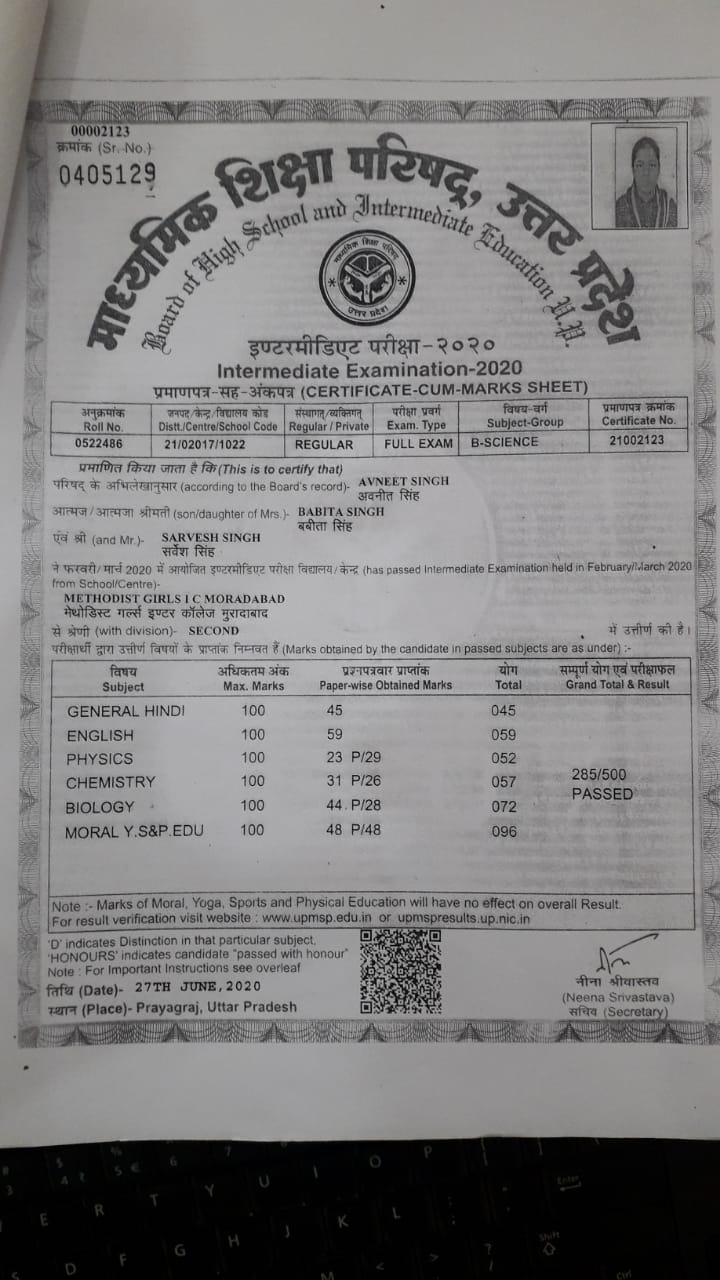 00002123
क्रमांक (Sr. No.)
0405129
माध्यमिक शिक्षा परिषद्, उत्तर प्रदेश
Board of High School and Intermediate Education U.P.
माध्यमिक शिक्षा परिषद्
उत्तर प्रदेश
इण्टरमीडिएट परीक्षा-२०२०
Intermediate Examination-2020
प्रमाणपत्र-सह-अंकपत्र (CERTIFICATE-CUM-MARKS SHEET)
अनुक्रमांक जनपद/केन्द्र/विद्यालय कोड संस्थागत/व्यक्तिगत परीक्षा प्रवर्ग विषय-वर्ग प्रमाणपत्र क्रमांक
Roll No. Distt./Centre/School Code Regular / Private Exam. Type Subject-Group Certificate No.
0522486 21/02017/1022 REGULAR FULL EXAM B-SCIENCE 21002123
प्रमाणित किया जाता है कि (This is to certify that)
परिषद् के अभिलेखानुसार (according to the Board's record)- AVNEET SINGH
अवनीत सिंह
आत्मज/आत्मजा श्रीमती (son/daughter of Mrs.)- BABITA SINGH
बबीता सिंह
एवं श्री (and Mr.)- SARVESH SINGH
सर्वेश सिंह
ने फरवरी/मार्च 2020 में आयोजित इण्टरमीडिएट परीक्षा विद्यालय/केन्द्र (has passed Intermediate Examination held in February/March 2020
from School/Centre)-
METHODIST GIRLS I C MORADABAD
मेथोडिस्ट गर्ल्स इण्टर कॉलेज मुरादाबाद
से श्रेणी (with division)- SECOND में उत्तीर्ण की है।
परीक्षार्थी द्वारा उत्तीर्ण विषयों के प्राप्तांक निम्नवत हैं (Marks obtained by the candidate in passed subjects are as under) :-
विषय अधिकतम अंक प्रश्नपत्रवार प्राप्तांक योग सम्पूर्ण योग एवं परीक्षाफल
Subject Max. Marks Paper-wise Obtained Marks Total Grand Total & Result
GENERAL HINDI 100 45 045
ENGLISH 100 59 059
PHYSICS 100 23 P/29 052
CHEMISTRY 100 31 P/26 057 285/500
PASSED
BIOLOGY 100 44 P/28 072
MORAL Y.S&P.EDU 100 48 P/48 096
Note :- Marks of Moral, Yoga, Sports and Physical Education will have no effect on overall Result.
For result verification visit website : www.upmsp.edu.in or upmspresults.up.nic.in
'D' indicates Distinction in that particular subject,
'HONOURS' indicates candidate "passed with honour"
Note : For Important Instructions see overleaf
तिथि (Date)- 27TH JUNE, 2020
स्थान (Place)- Prayagraj, Uttar Pradesh
नीना श्रीवास्तव
(Neena Srivastava)
सचिव (Secretary)
4 5 € 6 7
E R T Y U I O P
Enter
S D F G H J K L
Shift
M < > ?
Ctrl